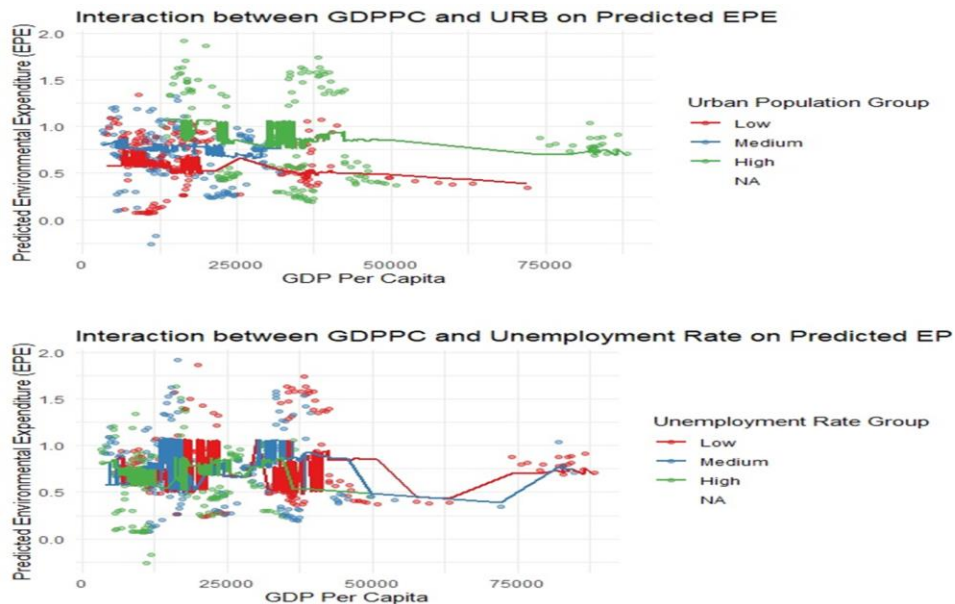 Interaction between GDPPC and URB on Predicted EPE
Predicted Environmental Expenditure (EPE)
2.0
1.5
1.0
0.5
0.0
0
25000
50000
75000
GDP Per Capita
Urban Population Group
Low
Medium
High
NA
Interaction between GDPPC and Unemployment Rate on Predicted EP
Predicted Environmental Expenditure (EPE)
2.0
1.5
1.0
0.5
0.0
0
25000
50000
75000
GDP Per Capita
Unemployment Rate Group
Low
Medium
High
NA